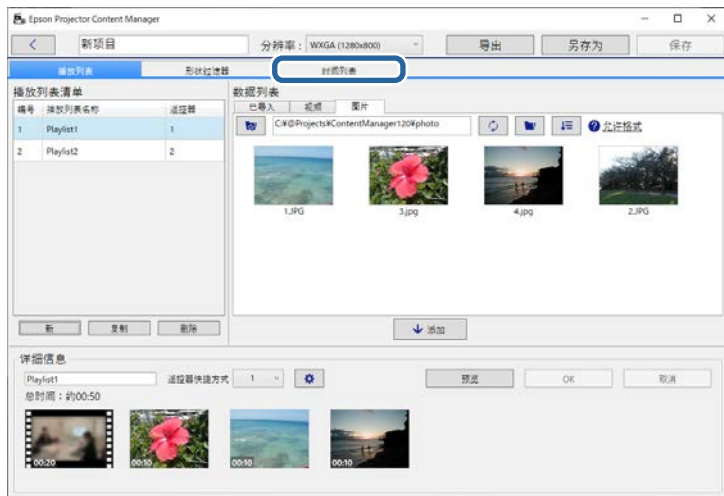 Epson Projector Content Manager
新项目
分辨率： WXGA (1280x800)
导出
另存为
保存
播放列表
形状过滤器
时间列表
播放列表清单
编号 播放列表名称 遥控器
1 Playlist1 1
2 Playlist2 2
新
复制
删除
数据列表
已导入
视频
图片
C:¥@Projects¥ContentManager120¥photo
? 允许格式
1.JPG
3.jpg
4.jpg
2.JPG
添加
详细信息
Playlist1
遥控器快捷方式 1
预览
OK
取消
总时间：约00:50
00:20
00:10
00:10
00:10